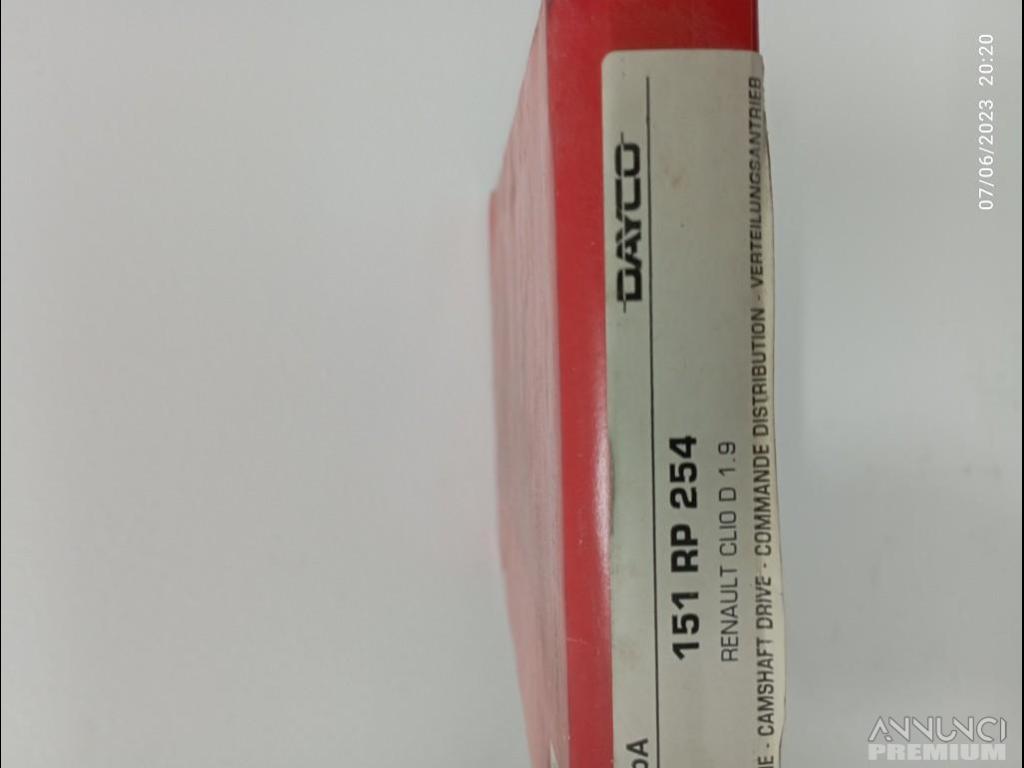 DAYCO
151 RP 254
RENAULT CLIO D 1.9
- CAMSHAFT DRIVE - COMMANDE DISTRIBUTION - VERTEILUNGSANTRIEB
07/06/2023 20:20
ANNUNCI
PREMIUM